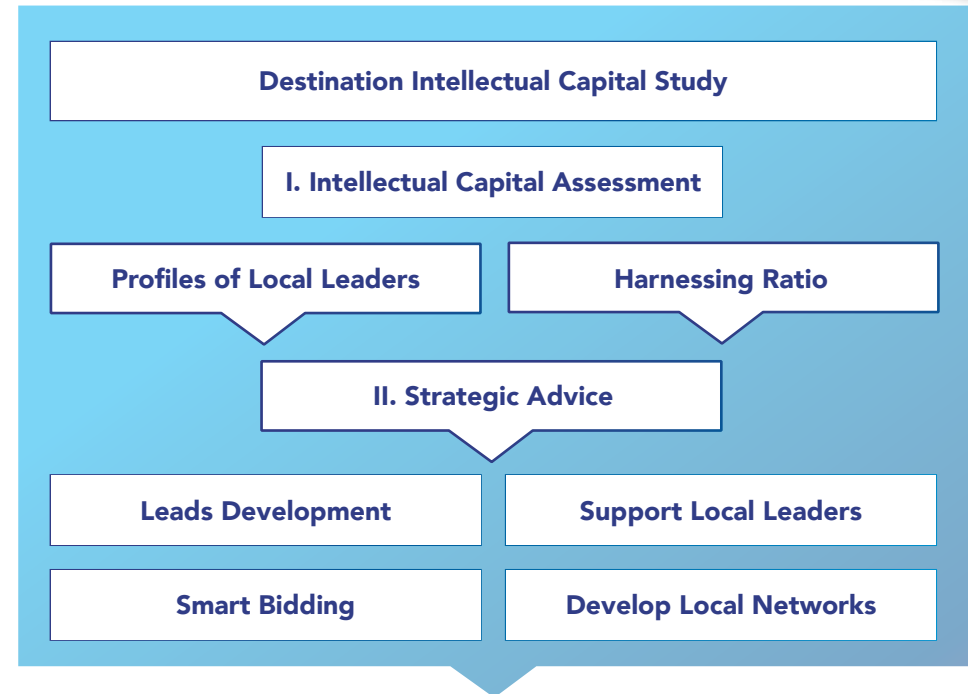 Destination Intellectual Capital Study
I. Intellectual Capital Assessment
Profiles of Local Leaders
Harnessing Ratio
II. Strategic Advice
Leads Development
Support Local Leaders
Smart Bidding
Develop Local Networks